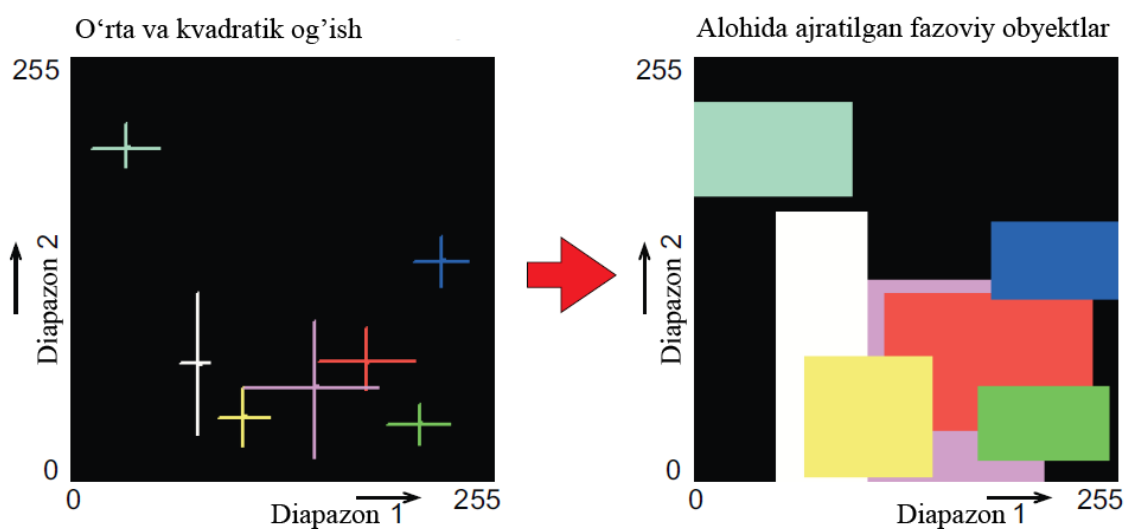 O‘rta va kvadratik og’ish
255
Diapazon 2
0
0
255
Diapazon 1
Alohida ajratilgan fazoviy obyektlar
255
Diapazon 2
0
0
255
Diapazon 1